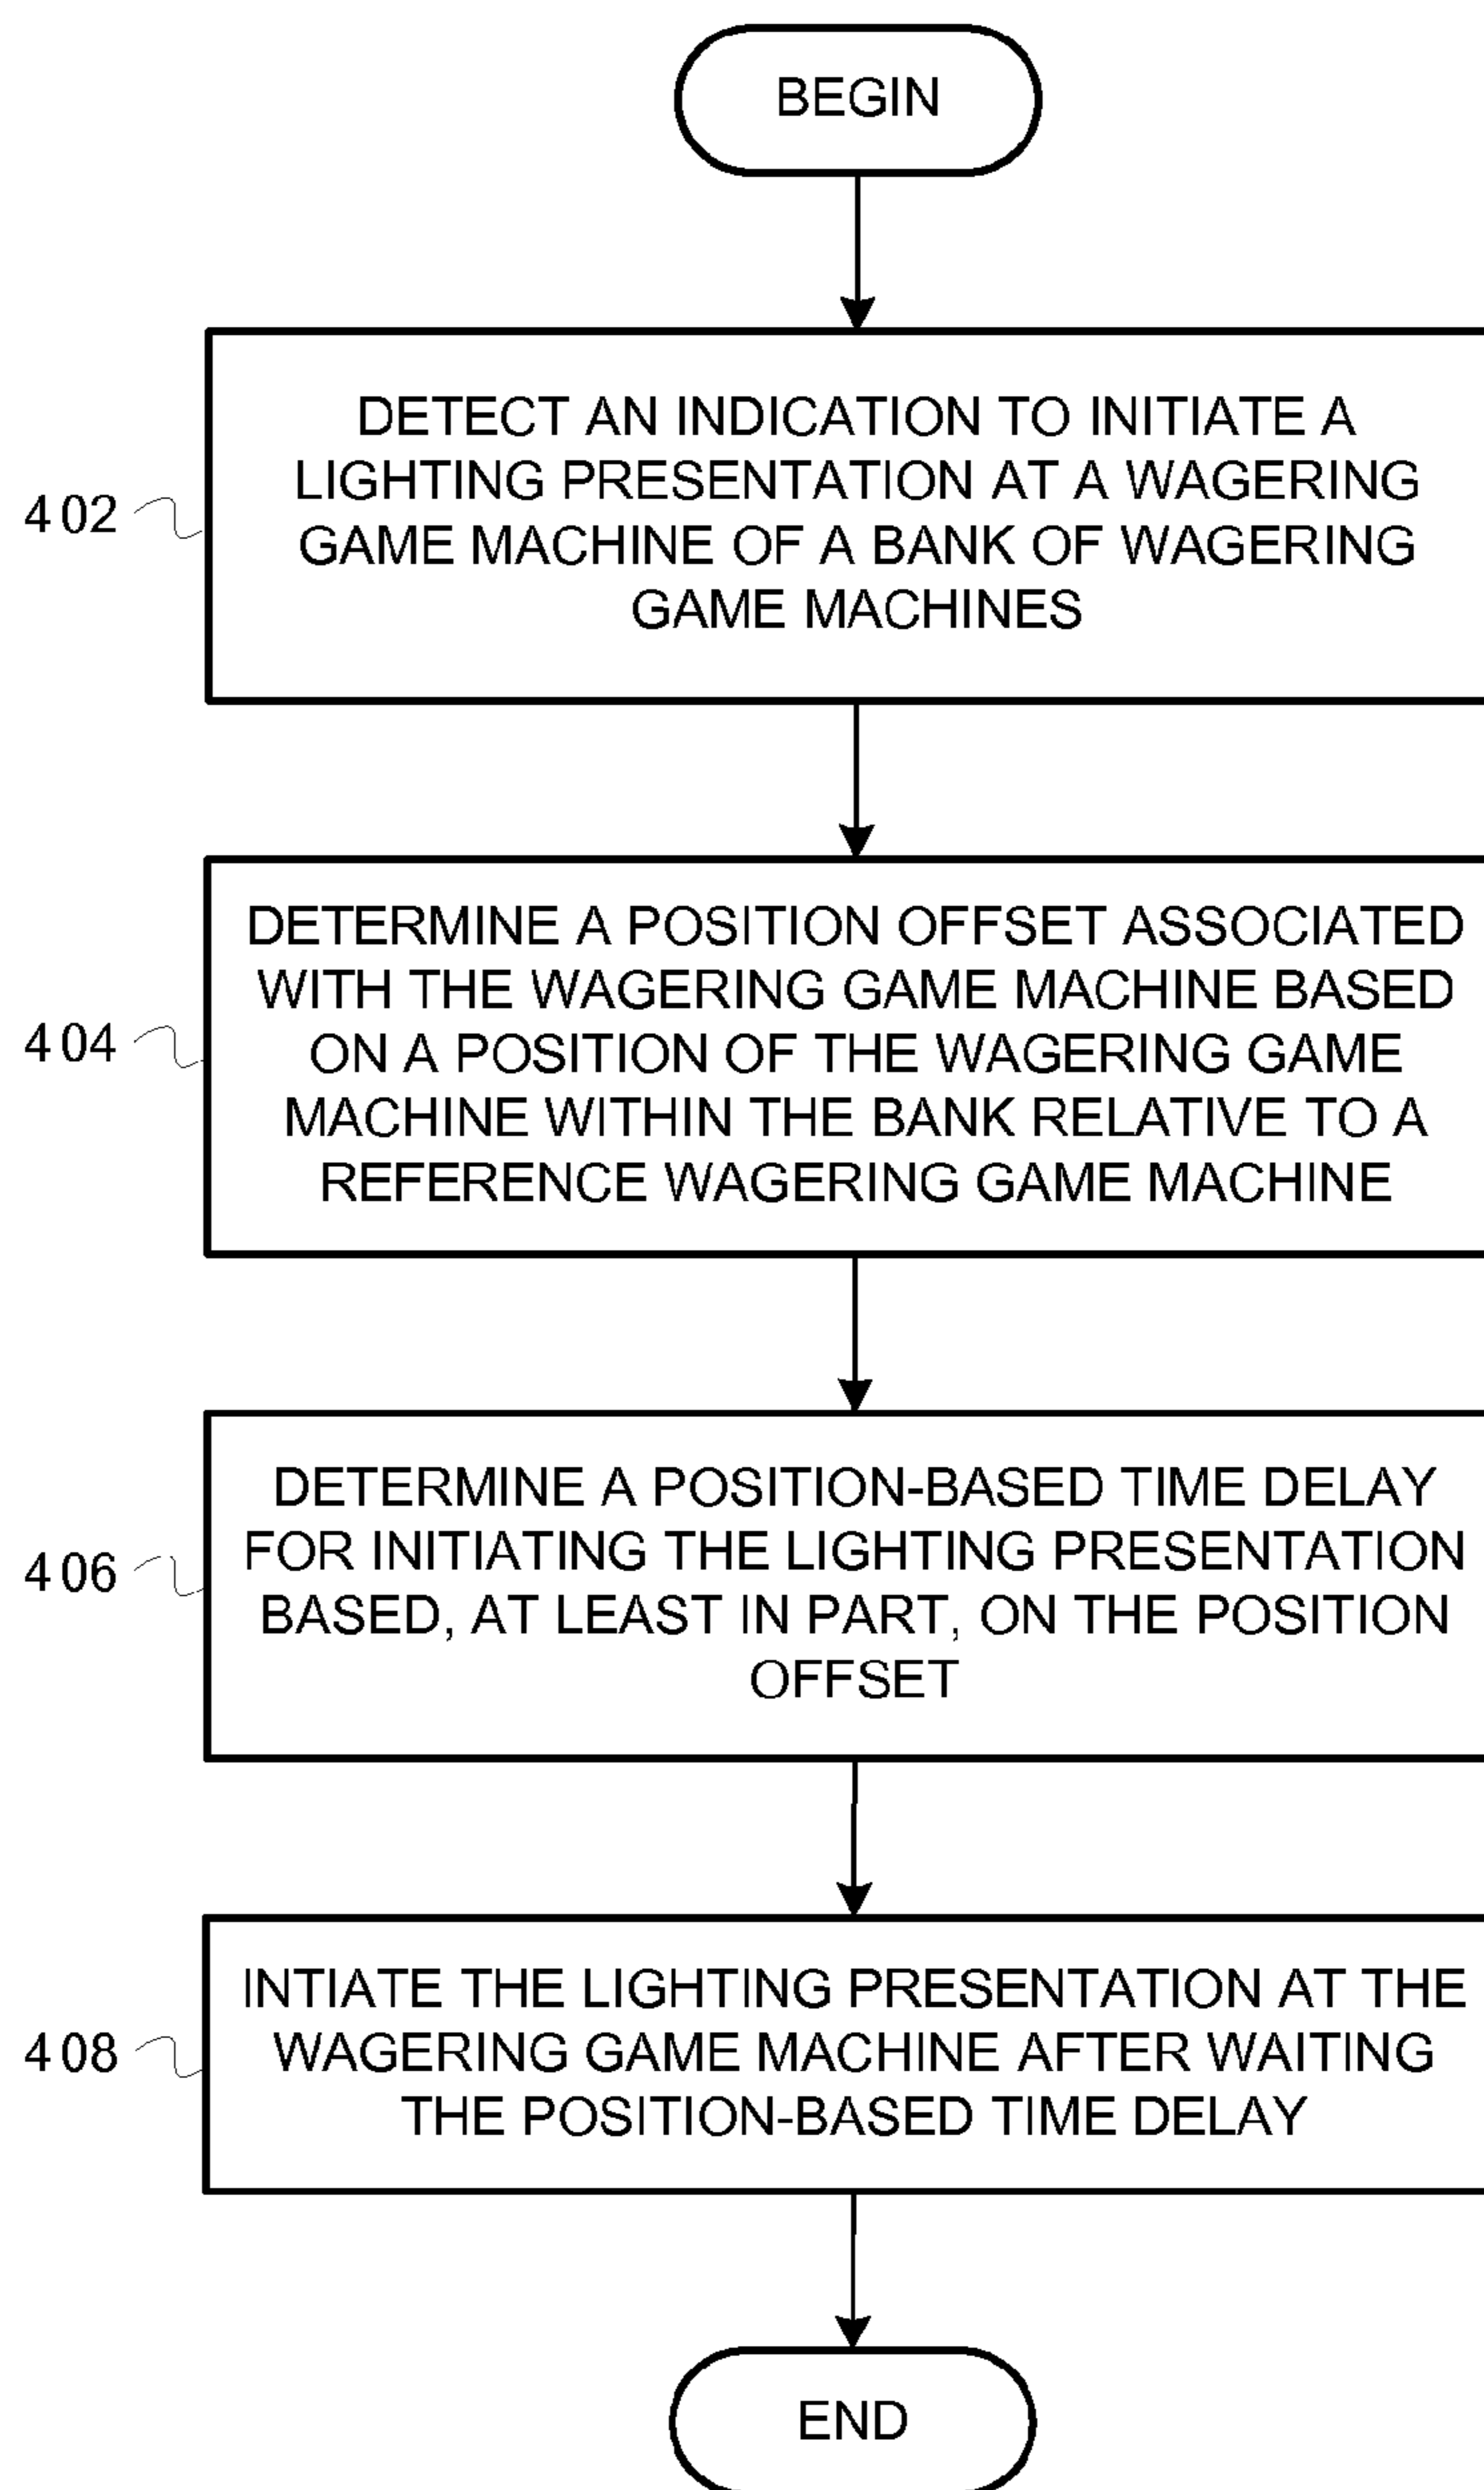 BEGIN
DETECT AN INDICATION TO INITIATE A
LIGHTING PRESENTATION AT A WAGERING
GAME MACHINE OF A BANK OF WAGERING
GAME MACHINES
402
DETERMINE A POSITION OFFSET ASSOCIATED
WITH THE WAGERING GAME MACHINE BASED
ON A POSITION OF THE WAGERING GAME
MACHINE WITHIN THE BANK RELATIVE TO A
REFERENCE WAGERING GAME MACHINE
404
DETERMINE A POSITION-BASED TIME DELAY
FOR INITIATING THE LIGHTING PRESENTATION
BASED, AT LEAST IN PART, ON THE POSITION
OFFSET
406
INTIATE THE LIGHTING PRESENTATION AT THE
WAGERING GAME MACHINE AFTER WAITING
THE POSITION-BASED TIME DELAY
408
END